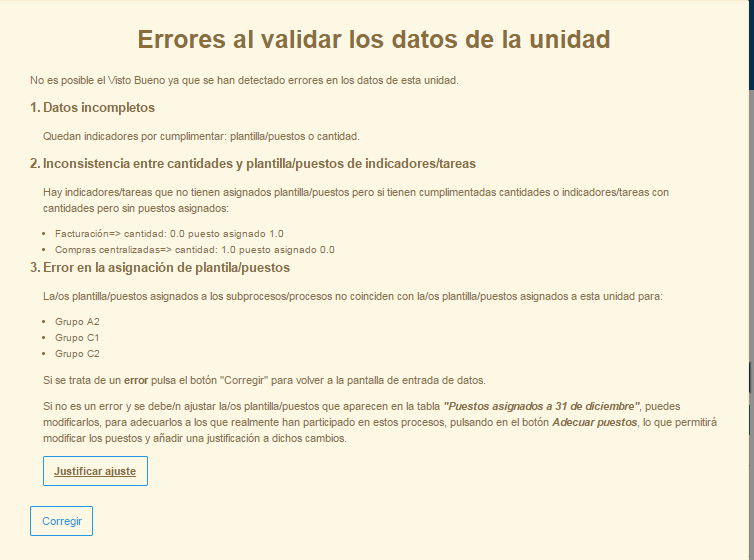 Errores al validar los datos de la unidad
No es posible el Visto Bueno ya que se han detectado errores en los datos de esta unidad.
1. Datos incompletos
Quedan indicadores por cumplimentar: plantilla/puestos o cantidad.
2. Inconsistencia entre cantidades y plantilla/puestos de indicadores/tareas
Hay indicadores/tareas que no tienen asignados plantilla/puestos pero si tienen cumplimentadas cantidades o indicadores/tareas con
cantidades pero sin puestos asignados:
• Facturación=> cantidad: 0.0 puesto asignado 1.0
• Compras centralizadas=> cantidad: 1.0 puesto asignado 0.0
3. Error en la asignación de plantila/puestos
La/os plantilla/puestos asignados a los subprocesos/procesos no coinciden con la/os plantilla/puestos asignados a esta unidad para:
• Grupo A2
• Grupo C1
• Grupo C2
Si se trata de un error pulsa el botón "Corregir" para volver a la pantalla de entrada de datos.
Si no es un error y se debe/n ajustar la/os plantilla/puestos que aparecen en la tabla "Puestos asignados a 31 de diciembre", puedes
modificarlos, para adecuarlos a los que realmente han participado en estos procesos, pulsando en el botón Adecuar puestos, lo que permitirá
modificar los puestos y añadir una justificación a dichos cambios.
Justificar ajuste
Corregir